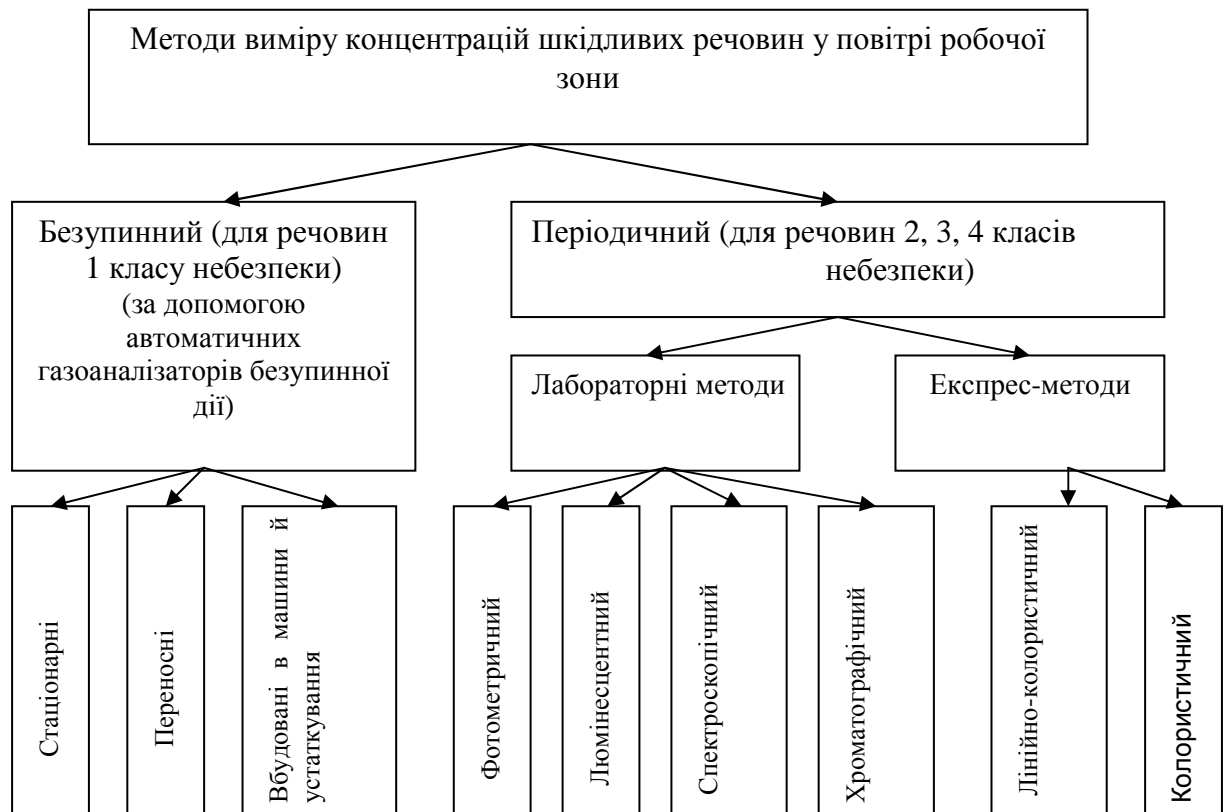 Методи виміру концентрацій шкідливих речовин у повітрі робочої
зони
Безупинний (для речовин
1 класу небезпеки)
(за допомогою
автоматичних
газоаналізаторів безупинної
дії)
Періодичний (для речовин 2, 3, 4 класів
небезпеки)
Лабораторні методи
Експрес-методи
Стаціонарні
Переносні
Вбудовані в машини й
устаткування
Фотометричний
Люмінесцентний
Спектроскопічний
Хроматографічний
Лінійно-колористичний
Колористичний